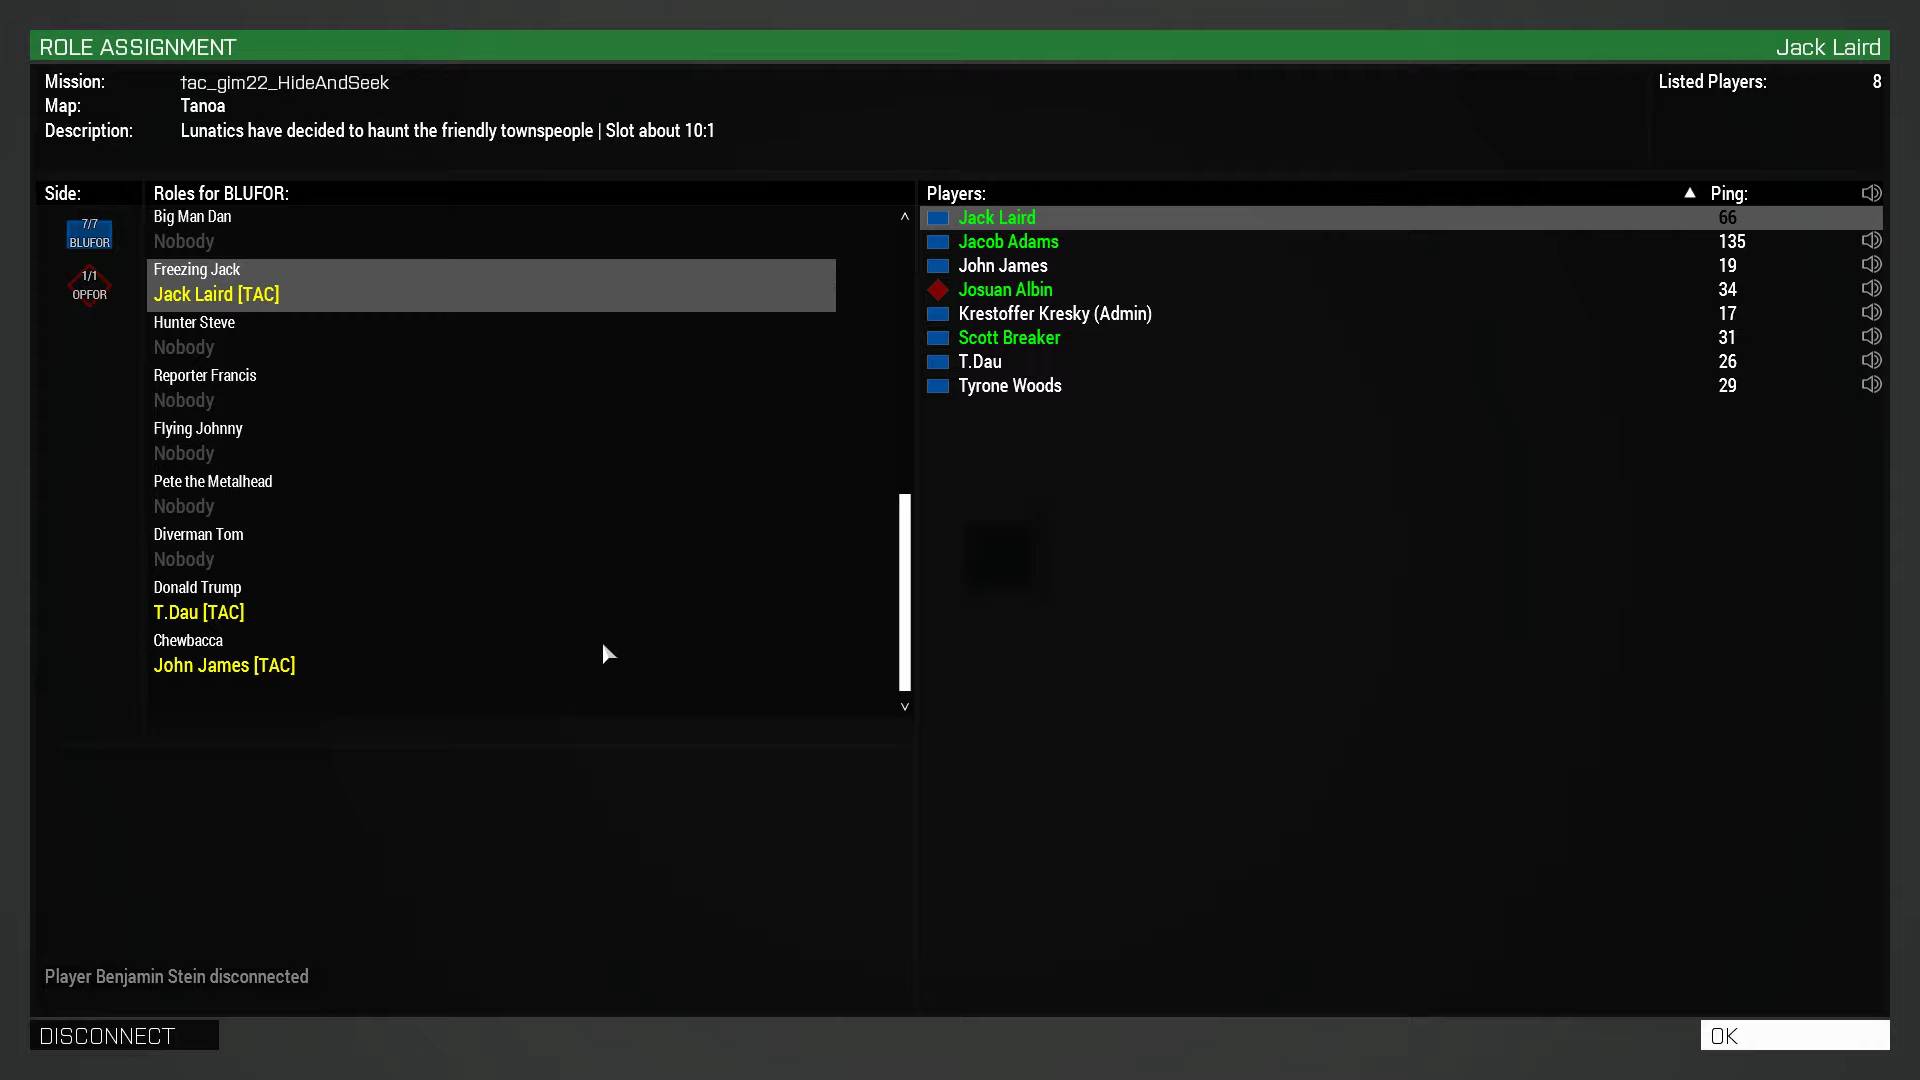 ROLE ASSIGNMENT Jack Laird
Mission: tac_gim22_HideAndSeek Listed Players: 8
Map: Tanoa
Description: Lunatics have decided to haunt the friendly townspeople | Slot about 10:1
Side: Roles for BLUFOR: Players: Ping:
7/7
BLUFOR
1/1
OPFOR
Big Man Dan
Nobody
Freezing Jack
Jack Laird [TAC]
Hunter Steve
Nobody
Reporter Francis
Nobody
Flying Johnny
Nobody
Pete the Metalhead
Nobody
Diverman Tom
Nobody
Donald Trump
T.Dau [TAC]
Chewbacca
John James [TAC]
Jack Laird 66
Jacob Adams 135
John James 19
Josuan Albin 34
Krestoffer Kresky (Admin) 17
Scott Breaker 31
T.Dau 26
Tyrone Woods 29
Player Benjamin Stein disconnected
DISCONNECT OK